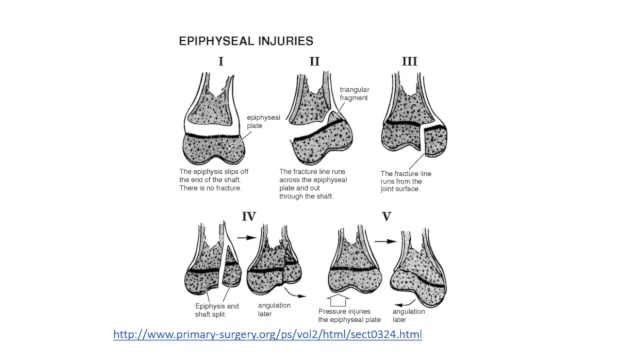 EPIPHYSEAL INJURIES
I
II
III
triangular
fragment
epiphyseal
plate
The epiphysis slips off
the end of the shaft.
There is no fracture.
The fracture line runs
across the epiphyseal
plate and out
through the shaft.
The fracture line
runs from the
joint surface.
IV
V
Epiphysis and
shaft split
angulation
later
Pressure injuries
the epiphyseal plate
angulation
later
http://www.primary-surgery.org/ps/vol2/html/sect0324.html